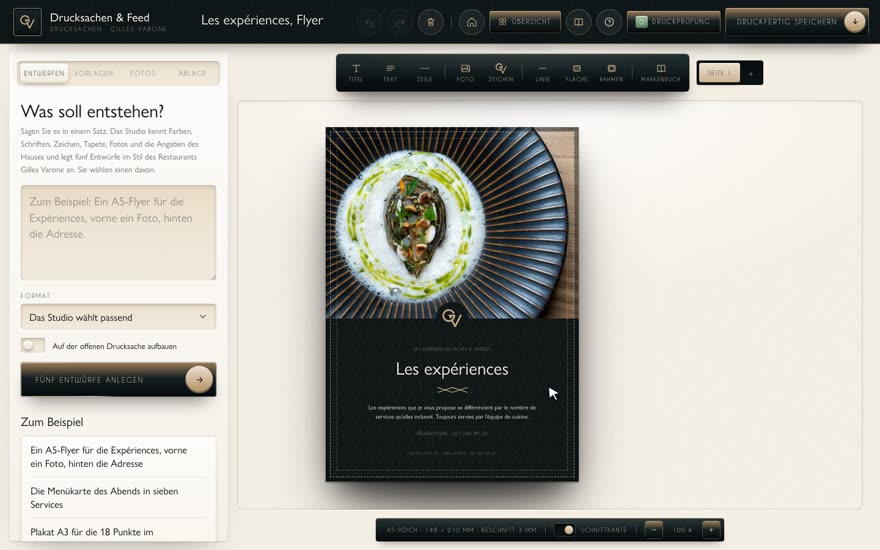 Drucksachen & Feed
DRUCKSACHEN · GILLES VARONE
Les expériences, Flyer
ÜBERSICHT
DRUCKPRÜFUNG
DRUCKFERTIG SPEICHERN
ENTWERFEN
VORLAGEN
FOTOS
ABLAGE
TITEL
TEXT
ZEILE
FOTO
ZEICHEN
LINIE
FLÄCHE
RAHMEN
MARKENBUCH
SEITE 1
+
Was soll entstehen?
Sagen Sie es in einem Satz. Das Studio kennt Farben,
Schriften, Zeichen, Tapete, Fotos und die Angaben des
Hauses und legt fünf Entwürfe im Stil des Restaurants
Gilles Varone an. Sie wählen einen davon.
Zum Beispiel: Ein A5-Flyer für die
Expériences, vorne ein Foto, hinten
die Adresse.
FORMAT
Das Studio wählt passend
Auf der offenen Drucksache aufbauen
FÜNF ENTWÜRFE ANLEGEN
Zum Beispiel
Ein A5-Flyer für die Expériences, vorne
ein Foto, hinten die Adresse
Die Menükarte des Abends in sieben
Services
Plakat A3 für die 18 Punkte im
GV
Les expériences
Les expériences que je vous propose se différencient par le nombre de
services qu'elles incluent. Toujours servies par l'équipe de cuisine.
A5 HOCH · 148 × 210 MM · BESCHNITT 3 MM
SCHNITTKANTE
−
100 %
+